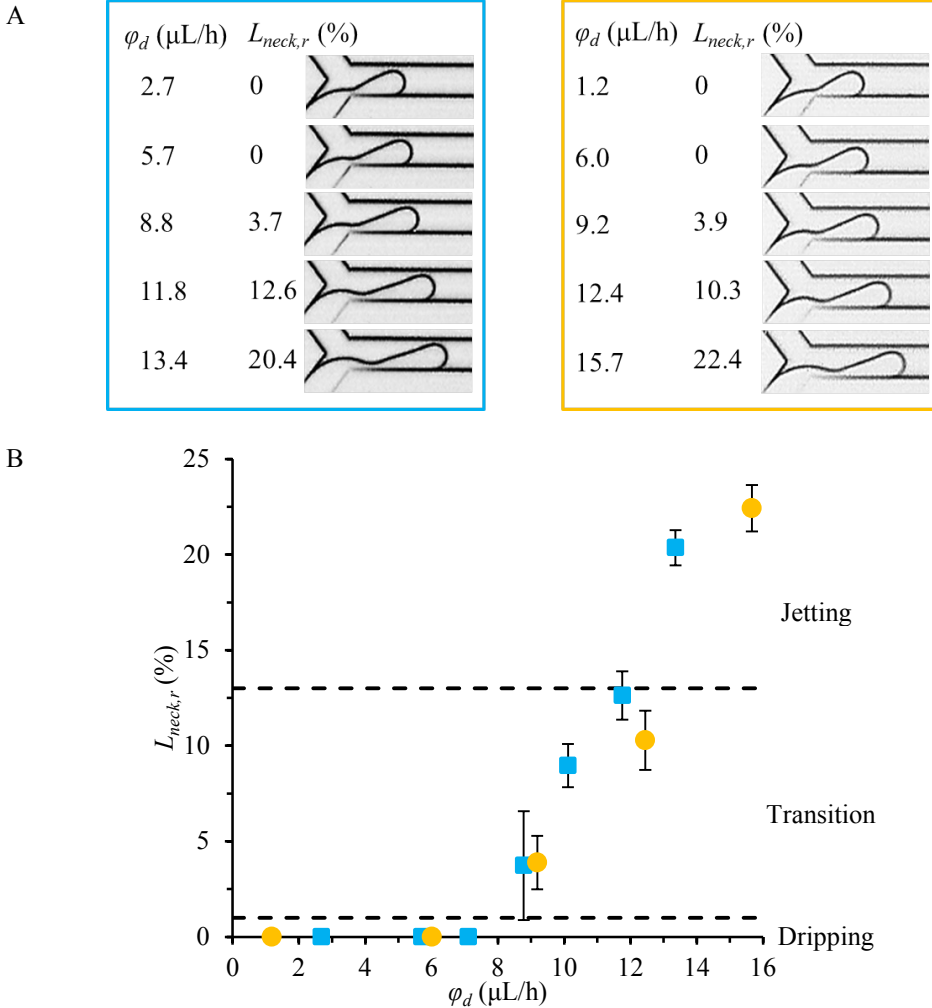 A
φd (μL/h) Lneck,r (%)
2.7 0
5.7 0
8.8 3.7
11.8 12.6
13.4 20.4
φd (μL/h) Lneck,r (%)
1.2 0
6.0 0
9.2 3.9
12.4 10.3
15.7 22.4
B
25
20
15
10
5
0
Lneck,r (%)
Jetting
Transition
Dripping
0 2 4 6 8 10 12 14 16
φd (μL/h)